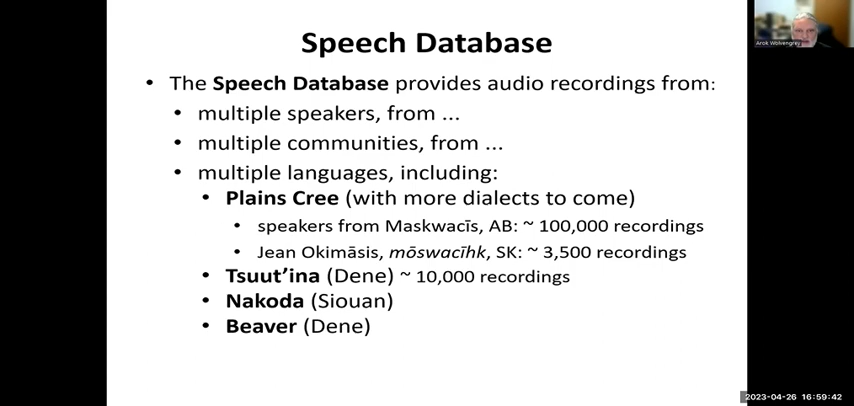 Speech Database
• The Speech Database provides audio recordings from:
• multiple speakers, from ...
• multiple communities, from ...
• multiple languages, including:
• Plains Cree (with more dialects to come)
• speakers from Maskwacīs, AB: ~ 100,000 recordings
• Jean Okimāsis, mōswacīhk, SK: ~ 3,500 recordings
• Tsuut’ina (Dene) ~ 10,000 recordings
• Nakoda (Siouan)
• Beaver (Dene)
Arok Wolvengrey
2023-04-26 16:59:42